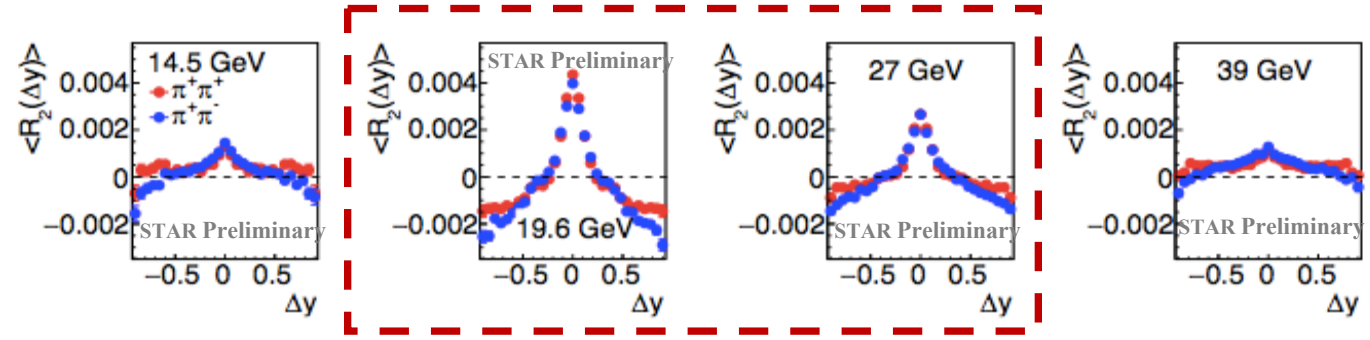 <R₂(Δy)>
0.004
0.002
0
−0.002
14.5 GeV
π⁺π⁺
π⁺π⁻
STAR Preliminary
−0.5 0 0.5
Δy
<R₂(Δy)>
0.004
0.002
0
−0.002
STAR Preliminary
19.6 GeV
−0.5 0 0.5
Δy
<R₂(Δy)>
0.004
0.002
0
−0.002
27 GeV
STAR Preliminary
−0.5 0 0.5
Δy
<R₂(Δy)>
0.004
0.002
0
−0.002
39 GeV
STAR Preliminary
−0.5 0 0.5
Δy